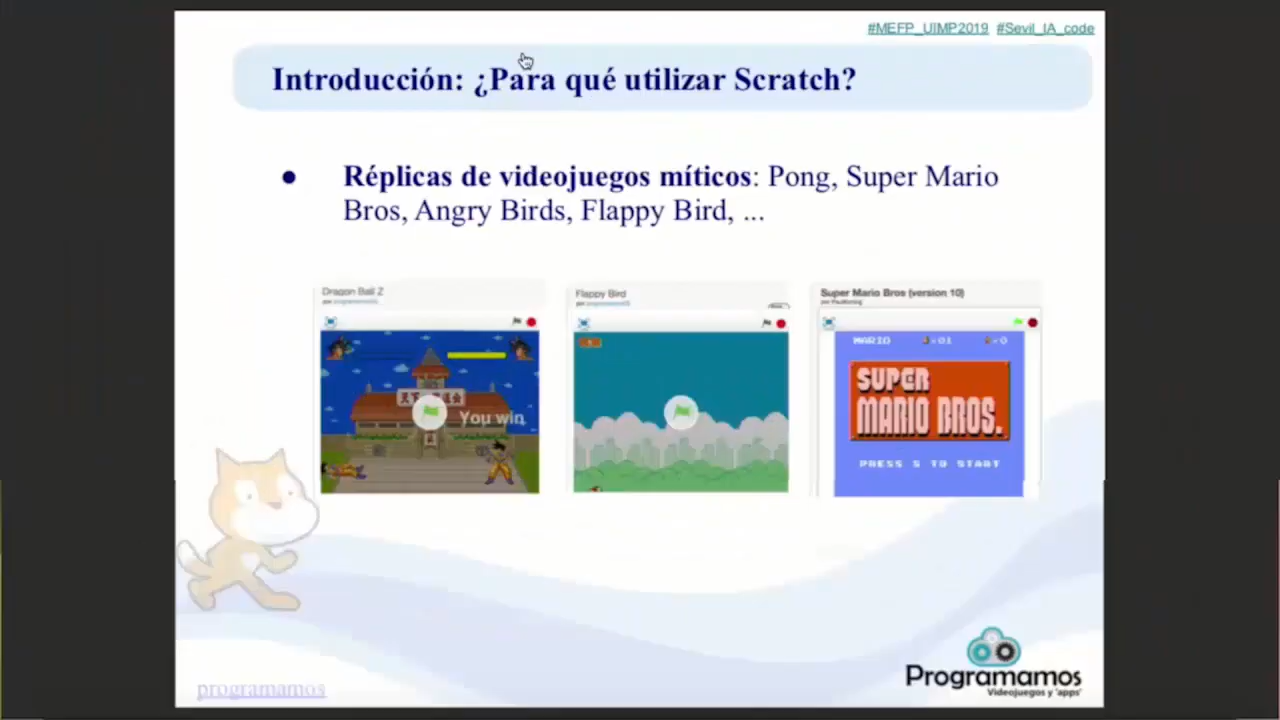 #MEFP_UIMP2019 #Sevil_IA_code
Introducción: ¿Para qué utilizar Scratch?
● Réplicas de videojuegos míticos: Pong, Super Mario
Bros, Angry Birds, Flappy Bird, ...
Dragon Ball Z
Flappy Bird
Super Mario Bros (version 10)
You win
MARIO
SUPER
MARIO BROS.
PRESS S TO START
programamos
Programamos
Videojuegos y 'apps'